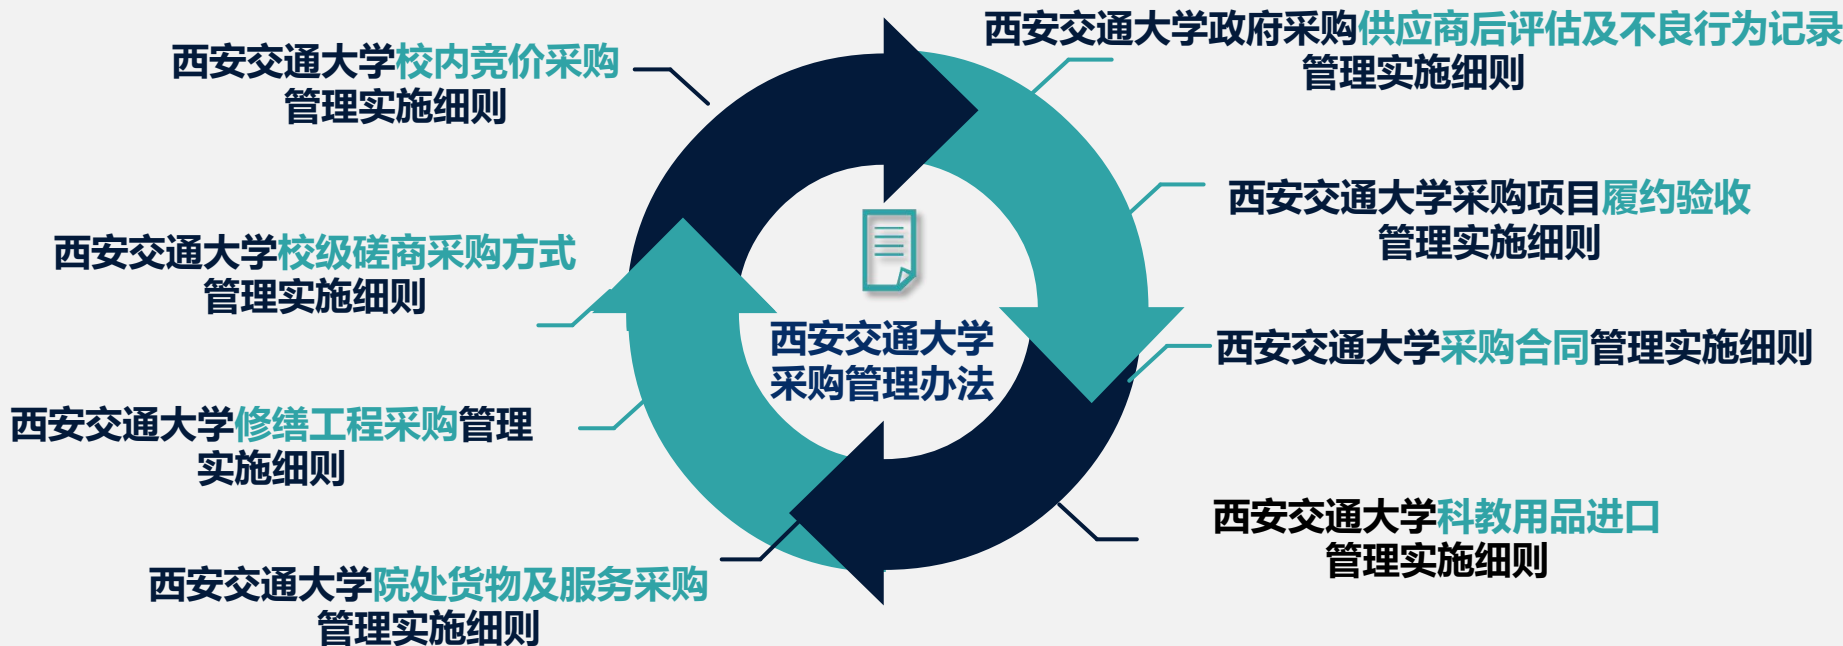 西安交通大学校内竞价采购
管理实施细则
西安交通大学校级磋商采购方式
管理实施细则
西安交通大学修缮工程采购管理
实施细则
西安交通大学院处货物及服务采购
管理实施细则
西安交通大学
采购管理办法
西安交通大学政府采购供应商后评估及不良行为记录
管理实施细则
西安交通大学采购项目履约验收
管理实施细则
西安交通大学采购合同管理实施细则
西安交通大学科教用品进口
管理实施细则